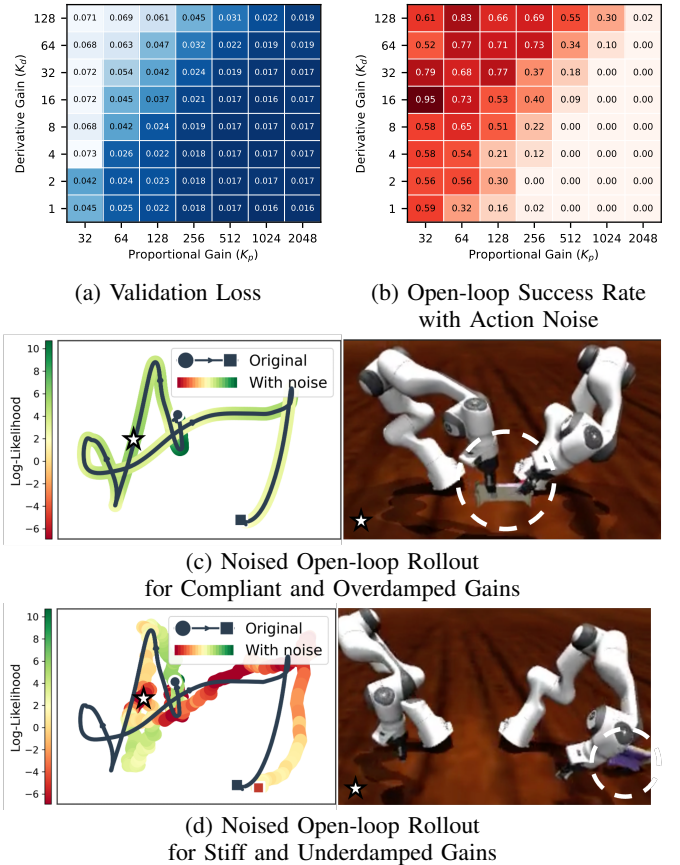 128 0.071 0.069 0.061 0.045 0.031 0.022 0.019
64 0.068 0.063 0.047 0.032 0.022 0.019 0.019
32 0.072 0.054 0.042 0.024 0.019 0.017 0.017
16 0.072 0.045 0.037 0.021 0.017 0.016 0.017
8 0.068 0.042 0.024 0.019 0.017 0.017 0.017
4 0.073 0.026 0.022 0.018 0.017 0.017 0.016
2 0.042 0.024 0.023 0.018 0.017 0.017 0.016
1 0.045 0.025 0.022 0.018 0.018 0.017 0.016
32 64 128 256 512 1024 2048
Derivative Gain (K_d)
Proportional Gain (K_p)
(a) Validation Loss
128 0.61 0.83 0.66 0.69 0.55 0.30 0.02
64 0.52 0.77 0.71 0.73 0.34 0.10 0.00
32 0.79 0.68 0.77 0.37 0.18 0.00 0.00
16 0.95 0.73 0.53 0.40 0.09 0.00 0.00
8 0.58 0.65 0.51 0.22 0.00 0.00 0.00
4 0.58 0.54 0.21 0.12 0.00 0.00 0.00
2 0.56 0.56 0.30 0.00 0.00 0.00 0.00
1 0.59 0.32 0.16 0.02 0.00 0.00 0.00
32 64 128 256 512 1024 2048
Derivative Gain (K_d)
Proportional Gain (K_p)
(b) Open-loop Success Rate
with Action Noise
Log-Likelihood
10
8
6
4
2
0
−2
−4
−6
Original
With noise
(c) Noised Open-loop Rollout
for Compliant and Overdamped Gains
Log-Likelihood
10
8
6
4
2
0
−2
−4
−6
Original
With noise
(d) Noised Open-loop Rollout
for Stiff and Underdamped Gains